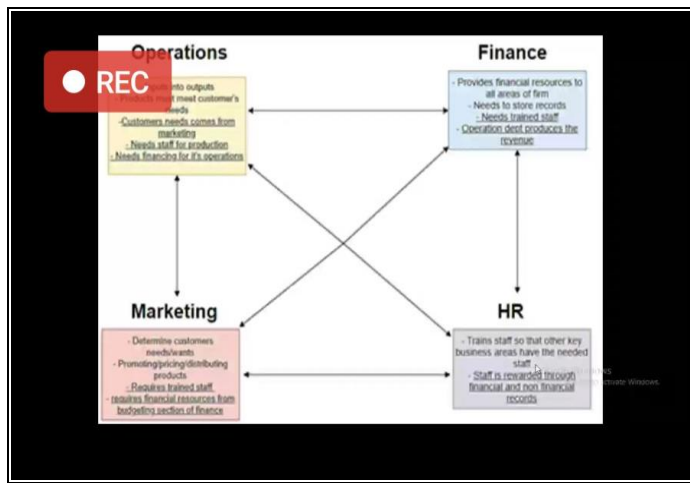 Operations
REC
into outputs
meet customer's
needs
-Customers needs comes from
marketing
- Needs staff for production
- Needs financing for it's operations
Finance
- Provides financial resources to
all areas of firm
- Needs to store records
- Needs trained staff
- Operation dest produces the
revenue
Marketing
- Determine customers
needs/wants
- Promoting/pricing/distributing
products
- Requires trained staff
- requires financial resources from
budgeting section of finance
HR
- Trains staff so that other key
business areas have the needed
staff
- Staff is rewarded through
financial and non financial
records
activate Windows.